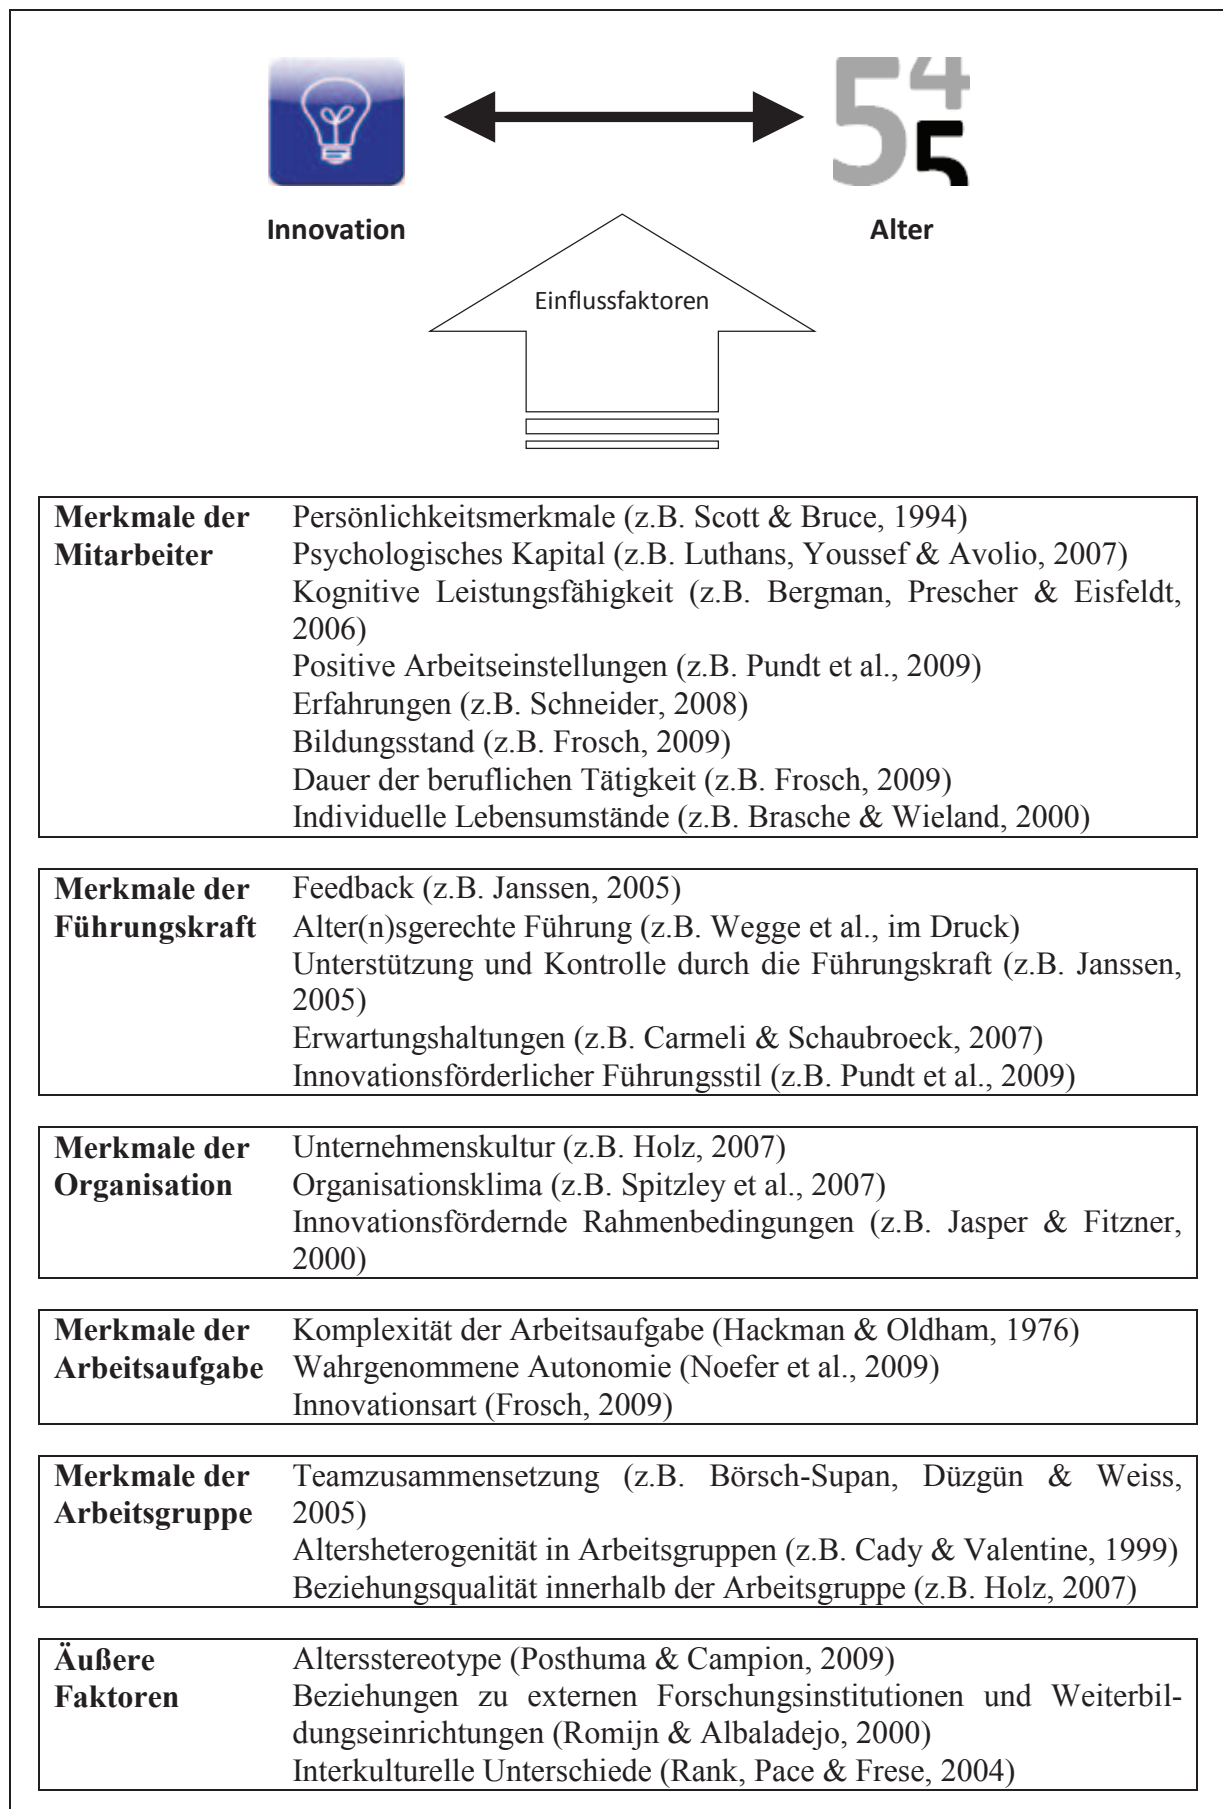 54
5
Innovation
Alter
Einflussfaktoren
Merkmale der
Mitarbeiter
Persönlichkeitsmerkmale (z.B. Scott & Bruce, 1994)
Psychologisches Kapital (z.B. Luthans, Youssef & Avolio, 2007)
Kognitive Leistungsfähigkeit (z.B. Bergman, Prescher & Eisfeldt,
2006)
Positive Arbeitseinstellungen (z.B. Pundt et al., 2009)
Erfahrungen (z.B. Schneider, 2008)
Bildungsstand (z.B. Frosch, 2009)
Dauer der beruflichen Tätigkeit (z.B. Frosch, 2009)
Individuelle Lebensumstände (z.B. Brasche & Wieland, 2000)
Merkmale der
Führungskraft
Feedback (z.B. Janssen, 2005)
Alter(n)sgerechte Führung (z.B. Wegge et al., im Druck)
Unterstützung und Kontrolle durch die Führungskraft (z.B. Janssen,
2005)
Erwartungshaltungen (z.B. Carmeli & Schaubroeck, 2007)
Innovationsförderlicher Führungsstil (z.B. Pundt et al., 2009)
Merkmale der
Organisation
Unternehmenskultur (z.B. Holz, 2007)
Organisationsklima (z.B. Spitzley et al., 2007)
Innovationsfördernde Rahmenbedingungen (z.B. Jasper & Fitzner,
2000)
Merkmale der
Arbeitsaufgabe
Komplexität der Arbeitsaufgabe (Hackman & Oldham, 1976)
Wahrgenommene Autonomie (Noefer et al., 2009)
Innovationsart (Frosch, 2009)
Merkmale der
Arbeitsgruppe
Teamzusammensetzung (z.B. Börsch-Supan, Düzgün & Weiss,
2005)
Altersheterogenität in Arbeitsgruppen (z.B. Cady & Valentine, 1999)
Beziehungsqualität innerhalb der Arbeitsgruppe (z.B. Holz, 2007)
Äußere
Faktoren
Altersstereotype (Posthuma & Campion, 2009)
Beziehungen zu externen Forschungsinstitutionen und Weiterbil-
dungseinrichtungen (Romijn & Albaladejo, 2000)
Interkulturelle Unterschiede (Rank, Pace & Frese, 2004)